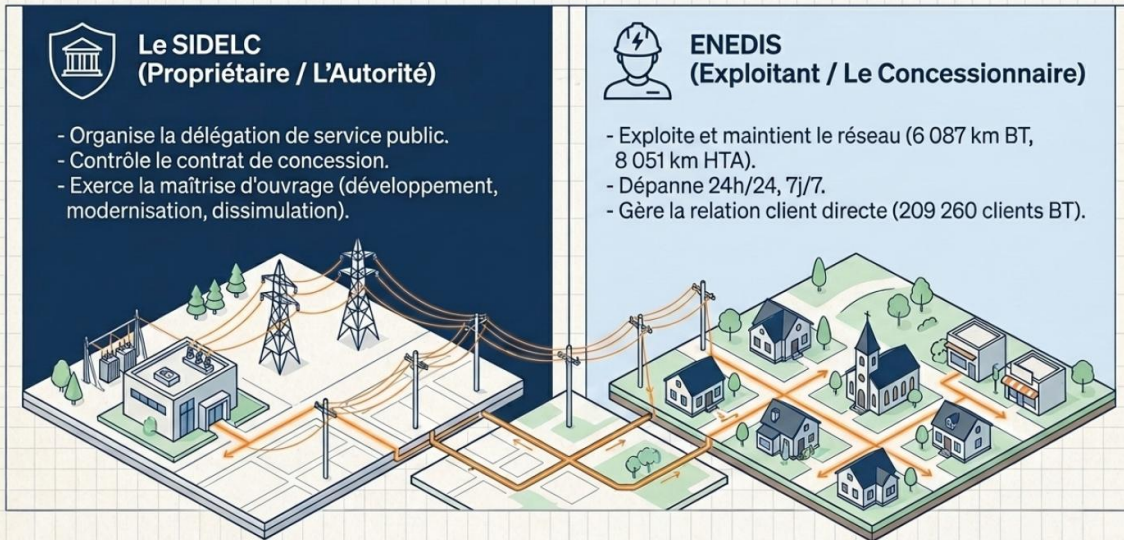 Le SIDELC
(Propriétaire / L'Autorité)
- Organise la délégation de service public.
- Contrôle le contrat de concession.
- Exerce la maîtrise d'ouvrage (développement,
modernisation, dissimulation).
ENEDIS
(Exploitant / Le Concessionnaire)
- Exploite et maintient le réseau (6 087 km BT,
8 051 km HTA).
- Dépanne 24h/24, 7j/7.
- Gère la relation client directe (209 260 clients BT).